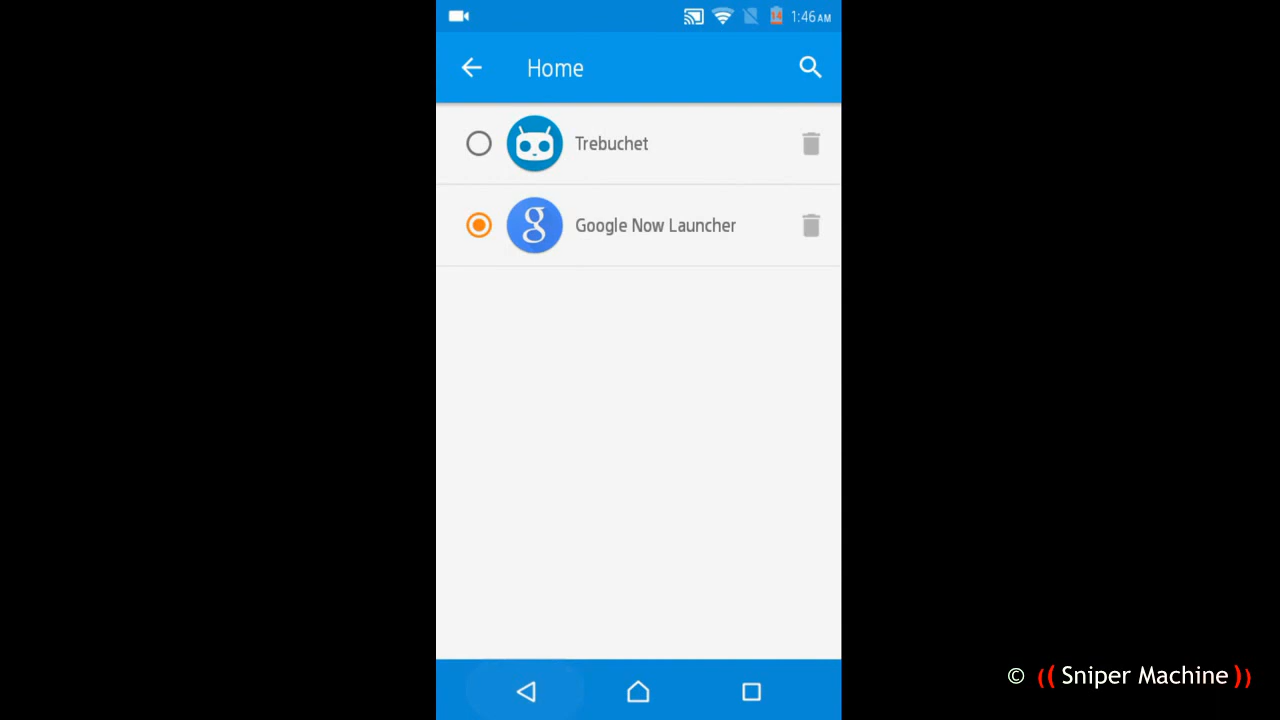 1:46 AM
Home
Trebuchet
g
Google Now Launcher
© (( Sniper Machine ))